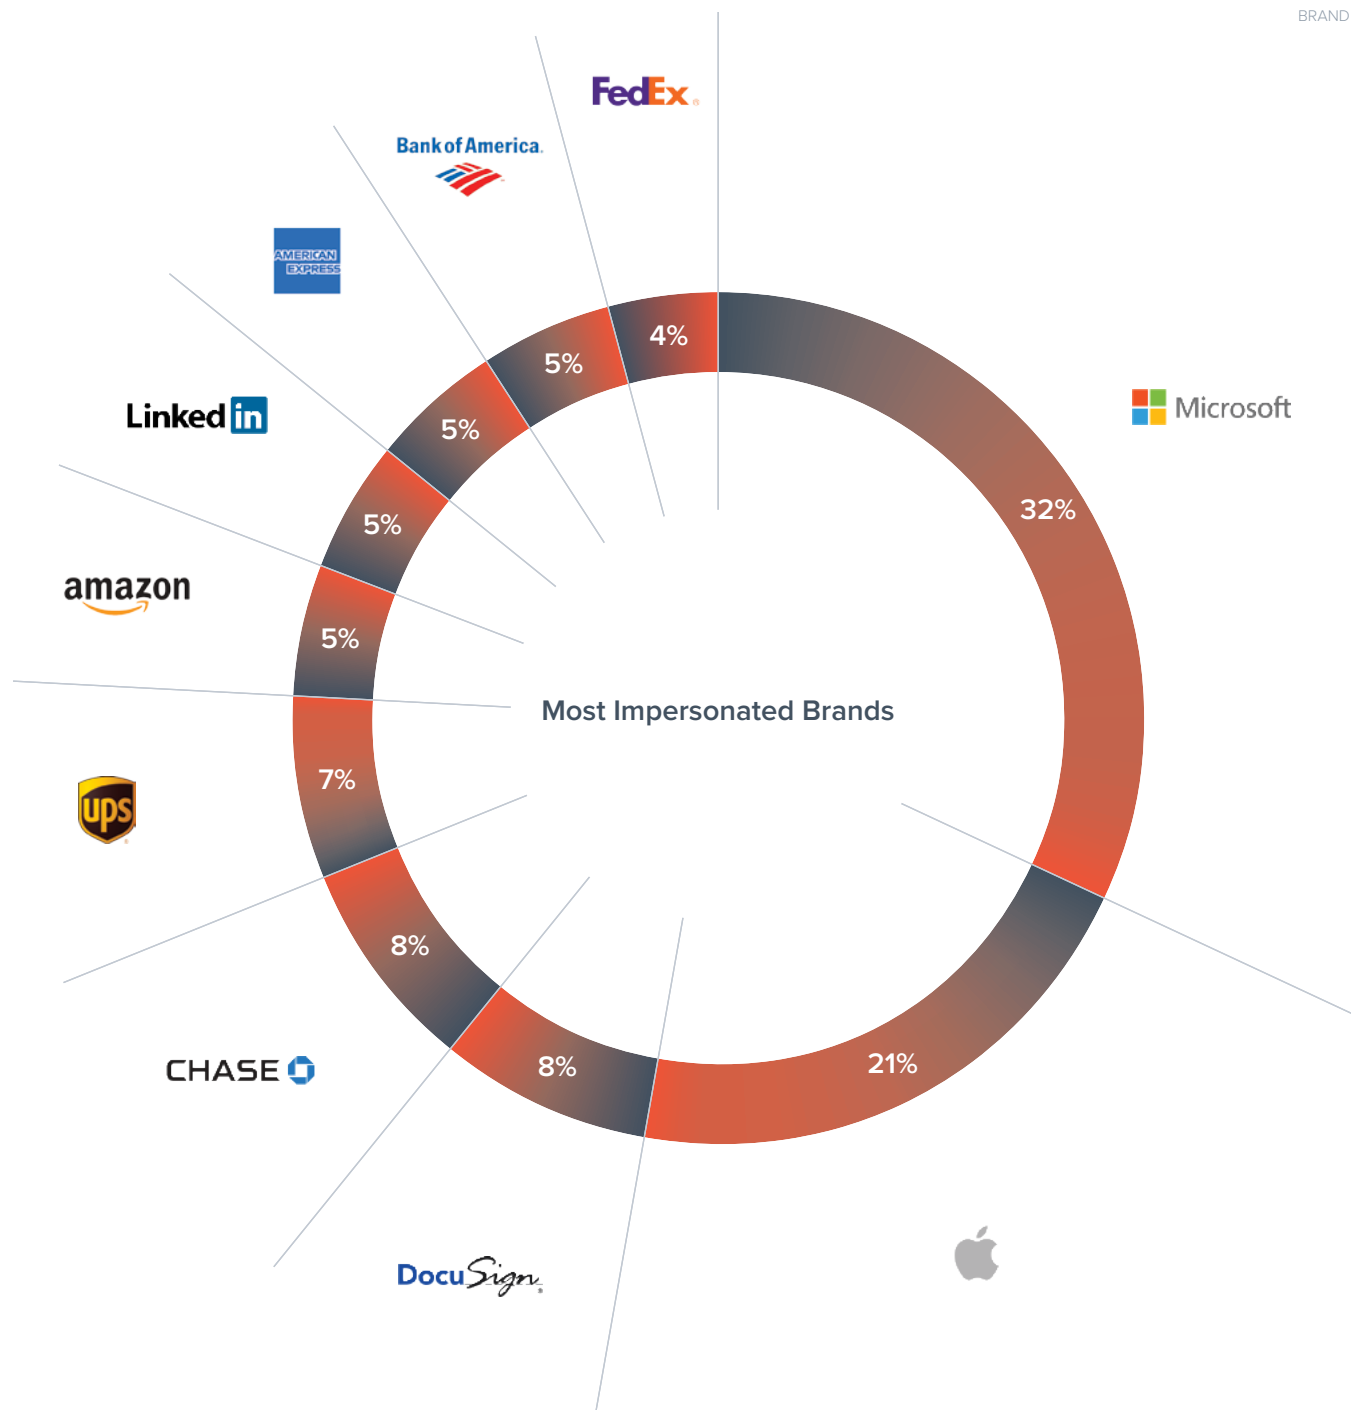 BRAND
FedEx
Bank of America.
AMERICAN
EXPRESS
4%
5%
Microsoft
Linked in
5%
32%
5%
amazon
5%
Most Impersonated Brands
ups
7%
8%
CHASE
8%
21%
DocuSign